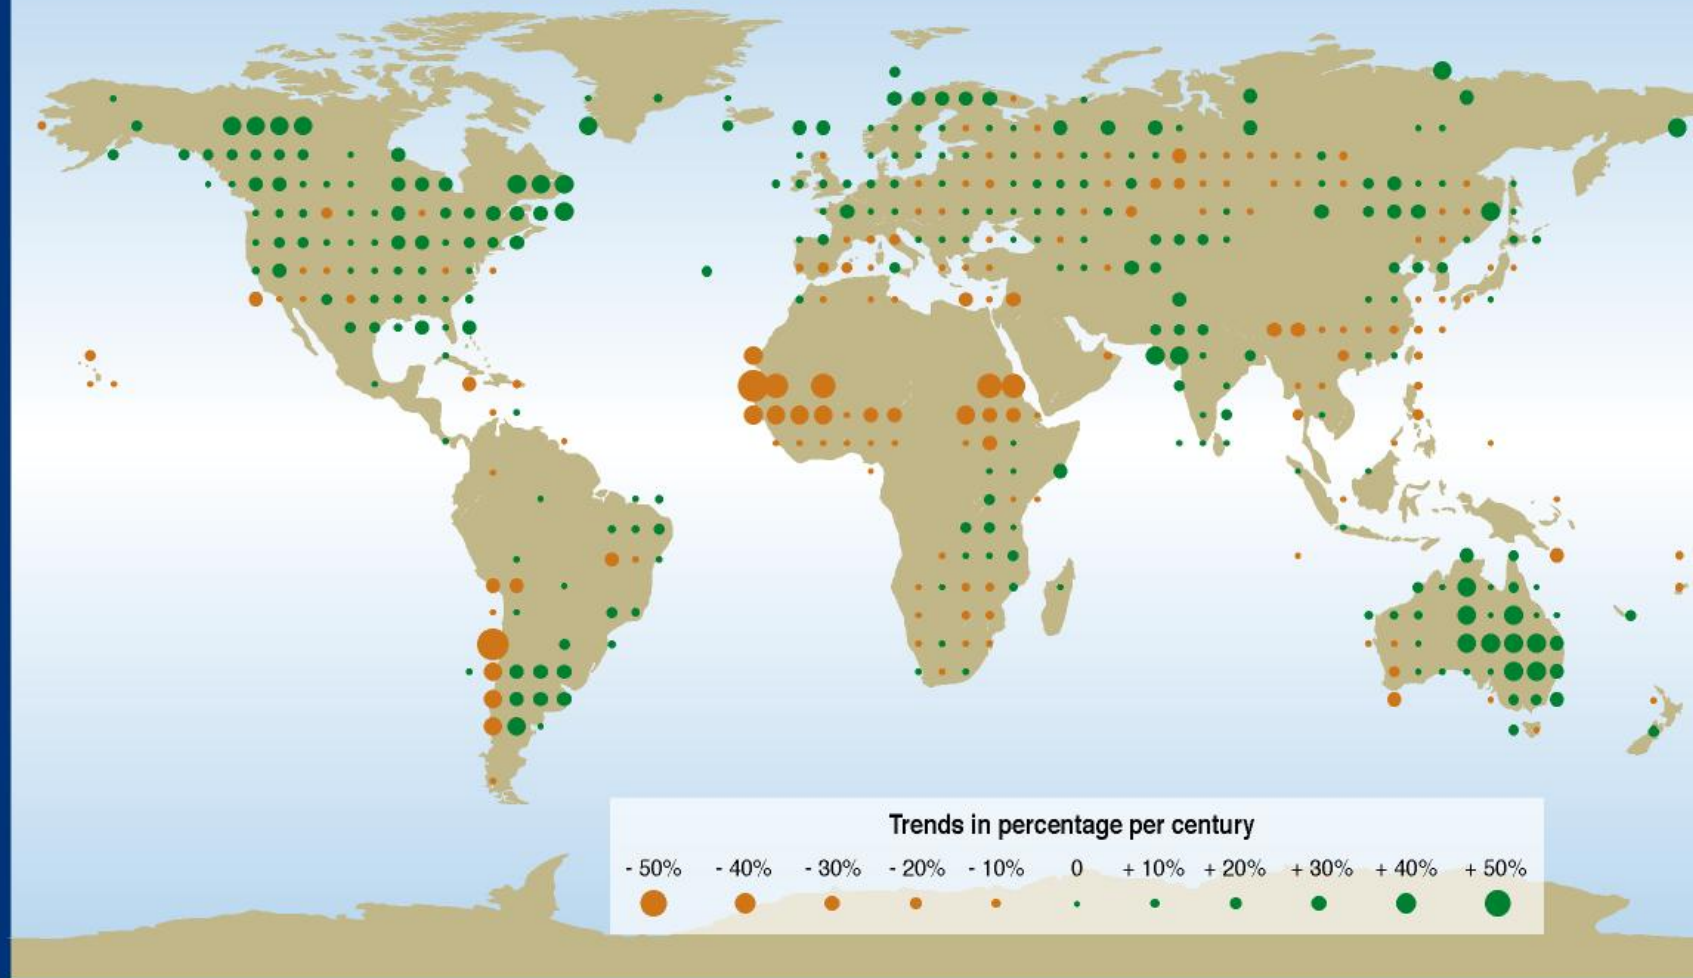 Trends in percentage per century
- 50% - 40% - 30% - 20% - 10% 0 + 10% + 20% + 30% + 40% + 50%